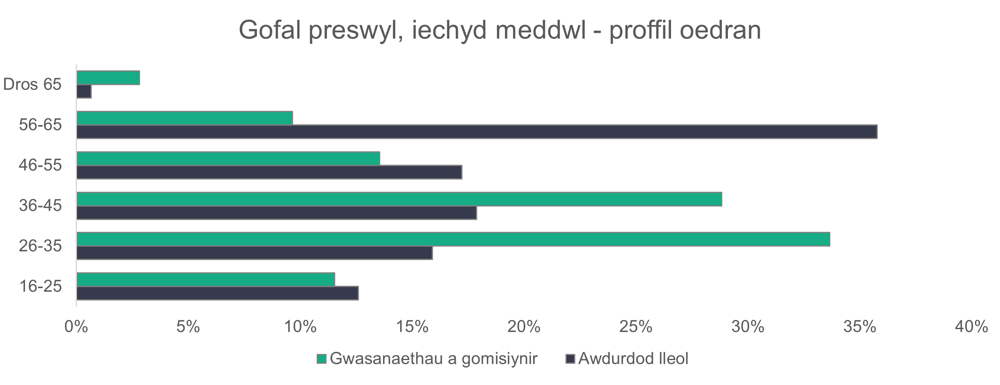 Gofal preswyl, iechyd meddwl - proffil oedran
Dros 65
56-65
46-55
36-45
26-35
16-25
0% 5% 10% 15% 20% 25% 30% 35% 40%
Gwasanaethau a gomisiynir Awdurdod lleol